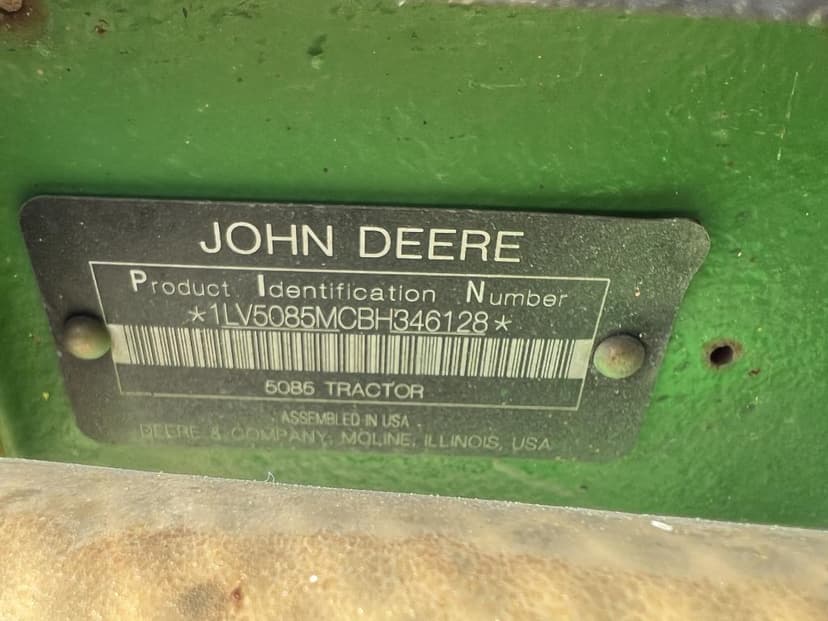 JOHN DEERE
Product Identification Number
*1LV5085MCBH346128*
5085 TRACTOR
ASSEMBLED IN USA
DEERE & COMPANY, MOLINE, ILLINOIS, USA